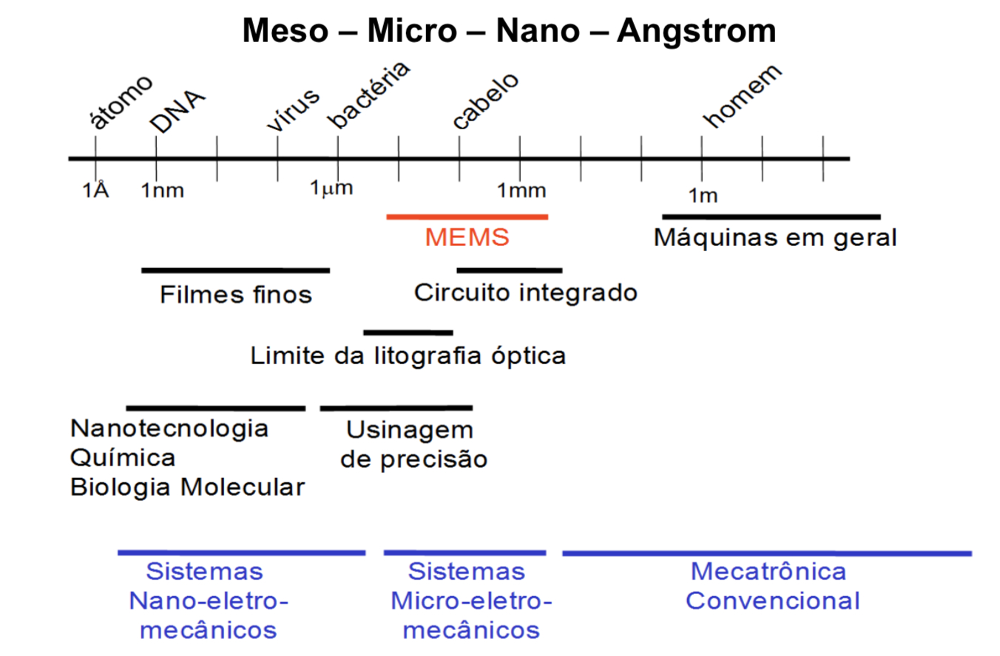 Meso – Micro – Nano – Angstrom
átomo
DNA
vírus
bactéria
cabelo
homem
1Å
1nm
1μm
1mm
1m
MEMS
Máquinas em geral
Filmes finos
Circuito integrado
Limite da litografia óptica
Nanotecnologia
Química
Biologia Molecular
Usinagem
de precisão
Sistemas
Nano-eletro-
mecânicos
Sistemas
Micro-eletro-
mecânicos
Mecatrônica
Convencional